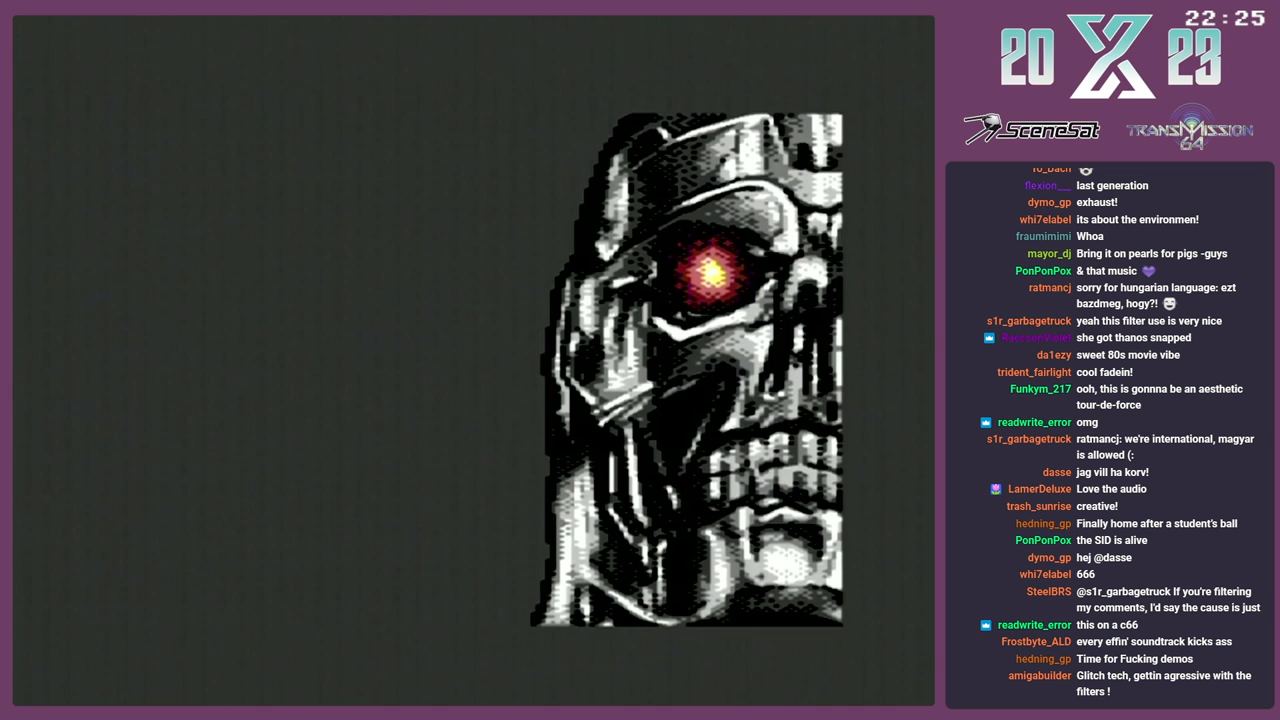 22:25
20 X 23
SCENESAT TRANSMISSION 64
flexion___ last generation
dymo_gp exhaust!
whi7elabel its about the environmen!
fraumimimi Whoa
mayor_dj Bring it on pearls for pigs -guys
PonPonPox & that music 💜
ratmancj sorry for hungarian language: ezt
bazdmeg, hogy?!
s1r_garbagetruck yeah this filter use is very nice
she got thanos snapped
da1ezy sweet 80s movie vibe
trident_fairlight cool fadein!
Funkym_217 ooh, this is gonnna be an aesthetic
tour-de-force
readwrite_error omg
s1r_garbagetruck ratmancj: we're international, magyar
is allowed (:
dasse jag vill ha korv!
LamerDeluxe Love the audio
trash_sunrise creative!
hedning_gp Finally home after a student's ball
PonPonPox the SID is alive
dymo_gp hej @dasse
whi7elabel 666
SteelBRS @s1r_garbagetruck If you're filtering
my comments, I'd say the cause is just
readwrite_error this on a c66
Frostbyte_ALD every effin' soundtrack kicks ass
hedning_gp Time for Fucking demos
amigabuilder Glitch tech, gettin agressive with the
filters !